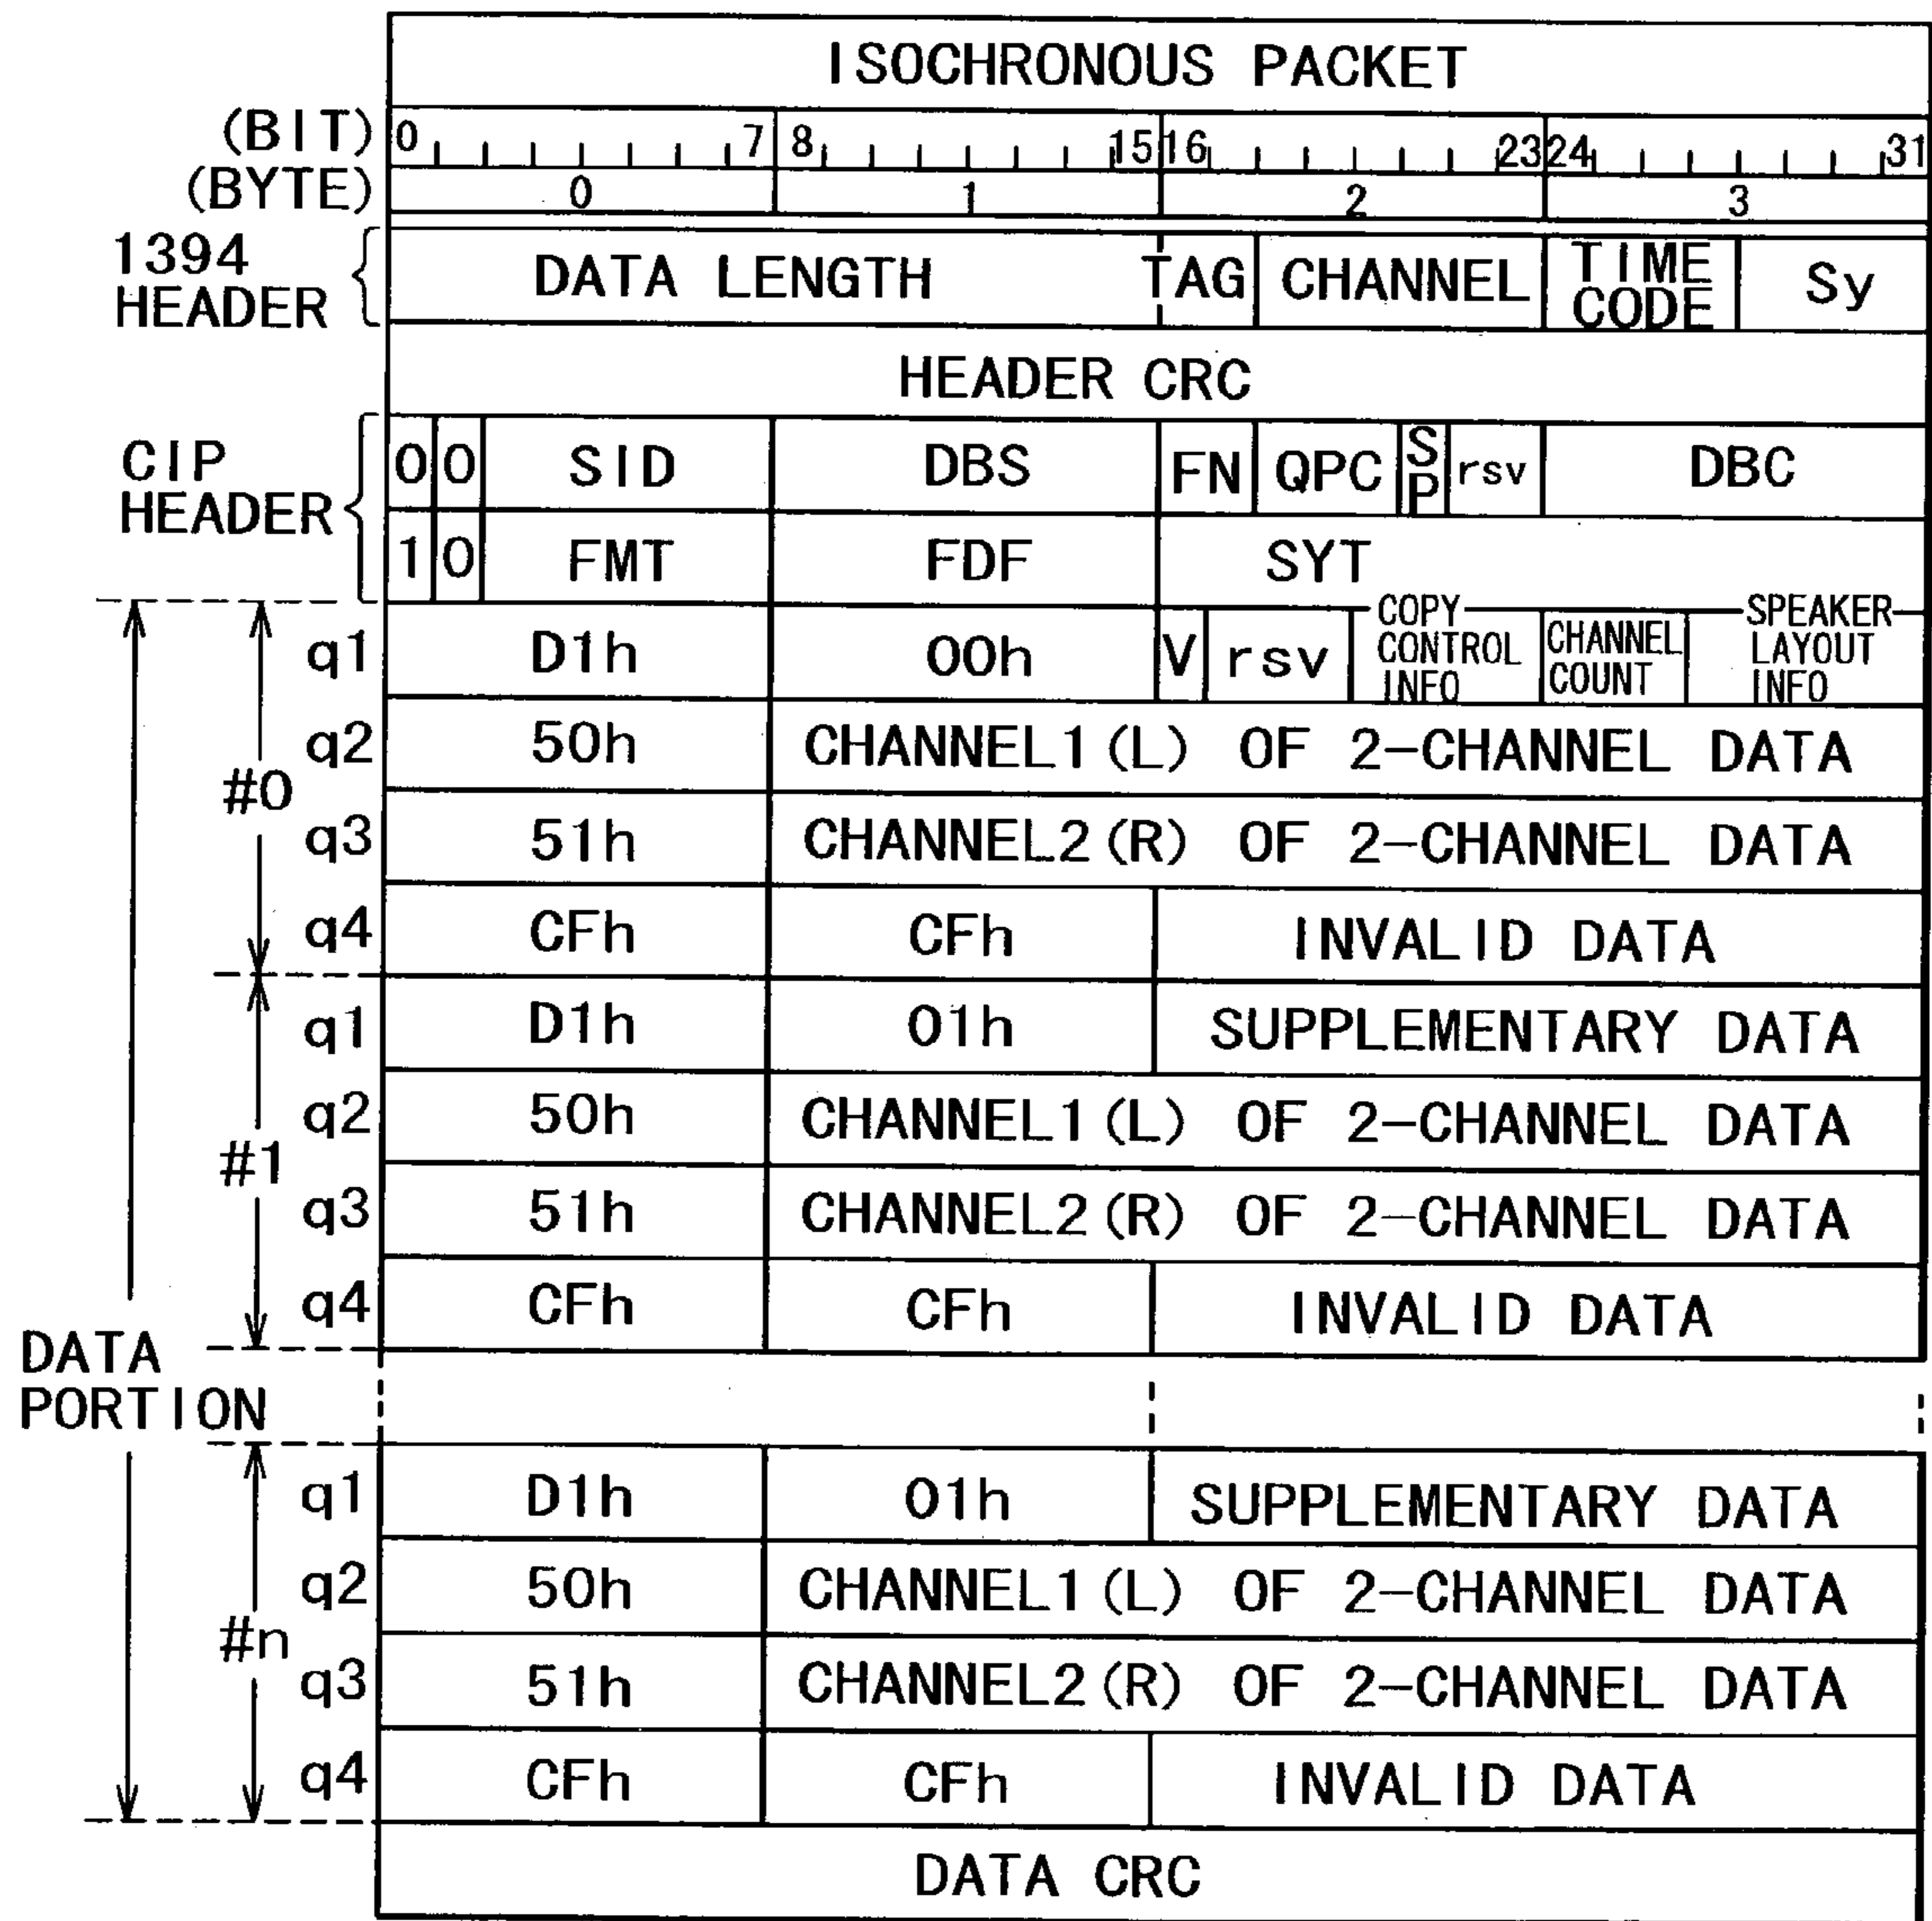 ISOCHRONOUS PACKET
(BIT) 0 7 8 15 16 23 24 31
(BYTE) 0 1 2 3
1394 HEADER DATA LENGTH TAG CHANNEL TIME CODE Sy
HEADER CRC
CIP HEADER 0 0 SID DBS FN QPC SP rsv DBC
1 0 FMT FDF SYT
q1 D1h 00h V rsv COPY CONTROL INFO CHANNEL COUNT SPEAKER LAYOUT INFO
q2 50h CHANNEL1 (L) OF 2-CHANNEL DATA
#0
q3 51h CHANNEL2 (R) OF 2-CHANNEL DATA
q4 CFh CFh INVALID DATA
q1 D1h 01h SUPPLEMENTARY DATA
q2 50h CHANNEL1 (L) OF 2-CHANNEL DATA
#1
q3 51h CHANNEL2 (R) OF 2-CHANNEL DATA
q4 CFh CFh INVALID DATA
DATA PORTION
q1 D1h 01h SUPPLEMENTARY DATA
q2 50h CHANNEL1 (L) OF 2-CHANNEL DATA
#n
q3 51h CHANNEL2 (R) OF 2-CHANNEL DATA
q4 CFh CFh INVALID DATA
DATA CRC